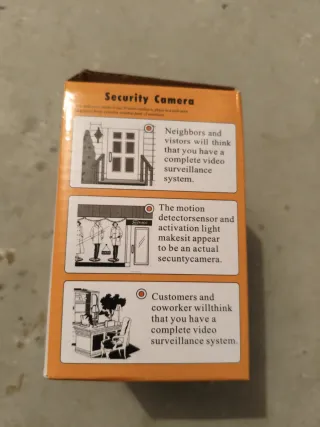 Security Camera
Neighbors and
vistors will think
that you have a
complete video
surveillance
system.
The motion
detectorsensor and
activation light
makesit appear
to be an actual
securtycamera.
Customers and
coworker willthink
that you have a
complete video
surveillance system.